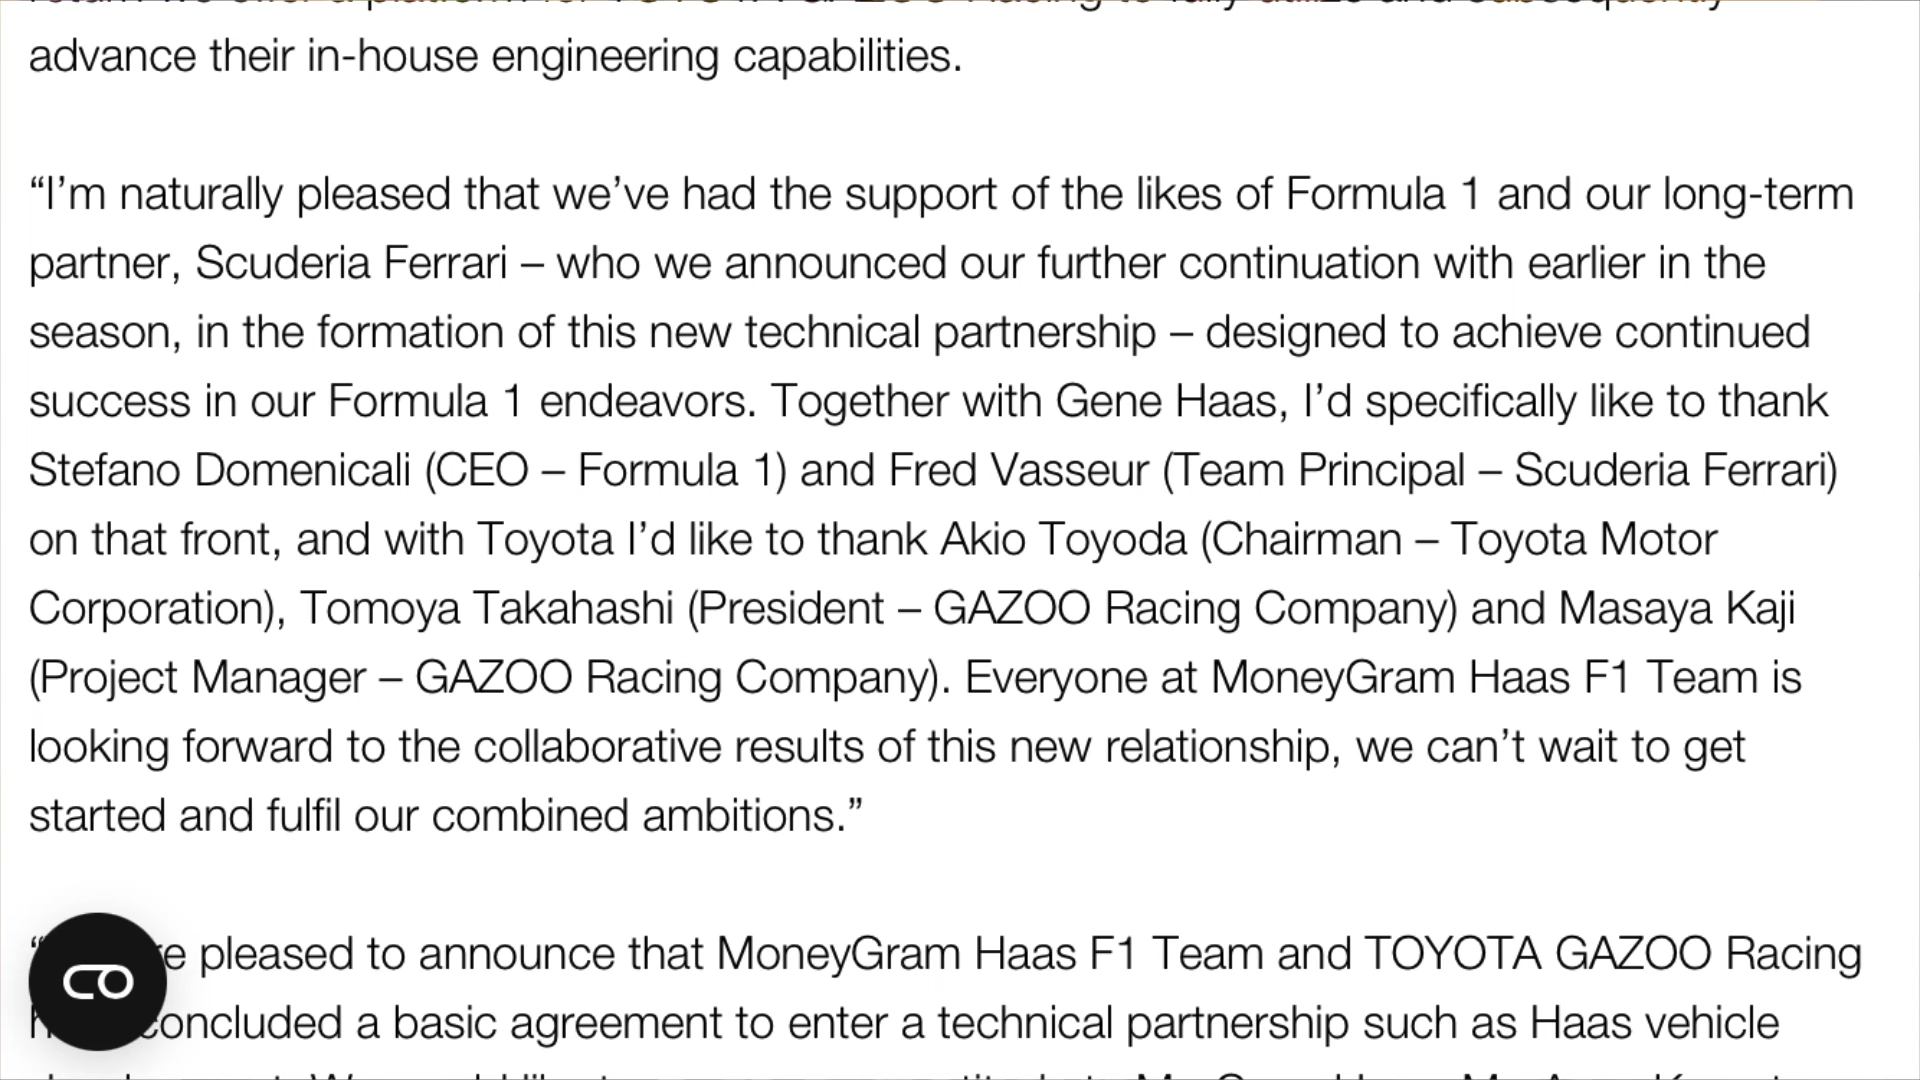 advance their in-house engineering capabilities.
“I’m naturally pleased that we’ve had the support of the likes of Formula 1 and our long-term
partner, Scuderia Ferrari – who we announced our further continuation with earlier in the
season, in the formation of this new technical partnership – designed to achieve continued
success in our Formula 1 endeavors. Together with Gene Haas, I’d specifically like to thank
Stefano Domenicali (CEO – Formula 1) and Fred Vasseur (Team Principal – Scuderia Ferrari)
on that front, and with Toyota I’d like to thank Akio Toyoda (Chairman – Toyota Motor
Corporation), Tomoya Takahashi (President – GAZOO Racing Company) and Masaya Kaji
(Project Manager – GAZOO Racing Company). Everyone at MoneyGram Haas F1 Team is
looking forward to the collaborative results of this new relationship, we can’t wait to get
started and fulfil our combined ambitions.”
pleased to announce that MoneyGram Haas F1 Team and TOYOTA GAZOO Racing
concluded a basic agreement to enter a technical partnership such as Haas vehicle